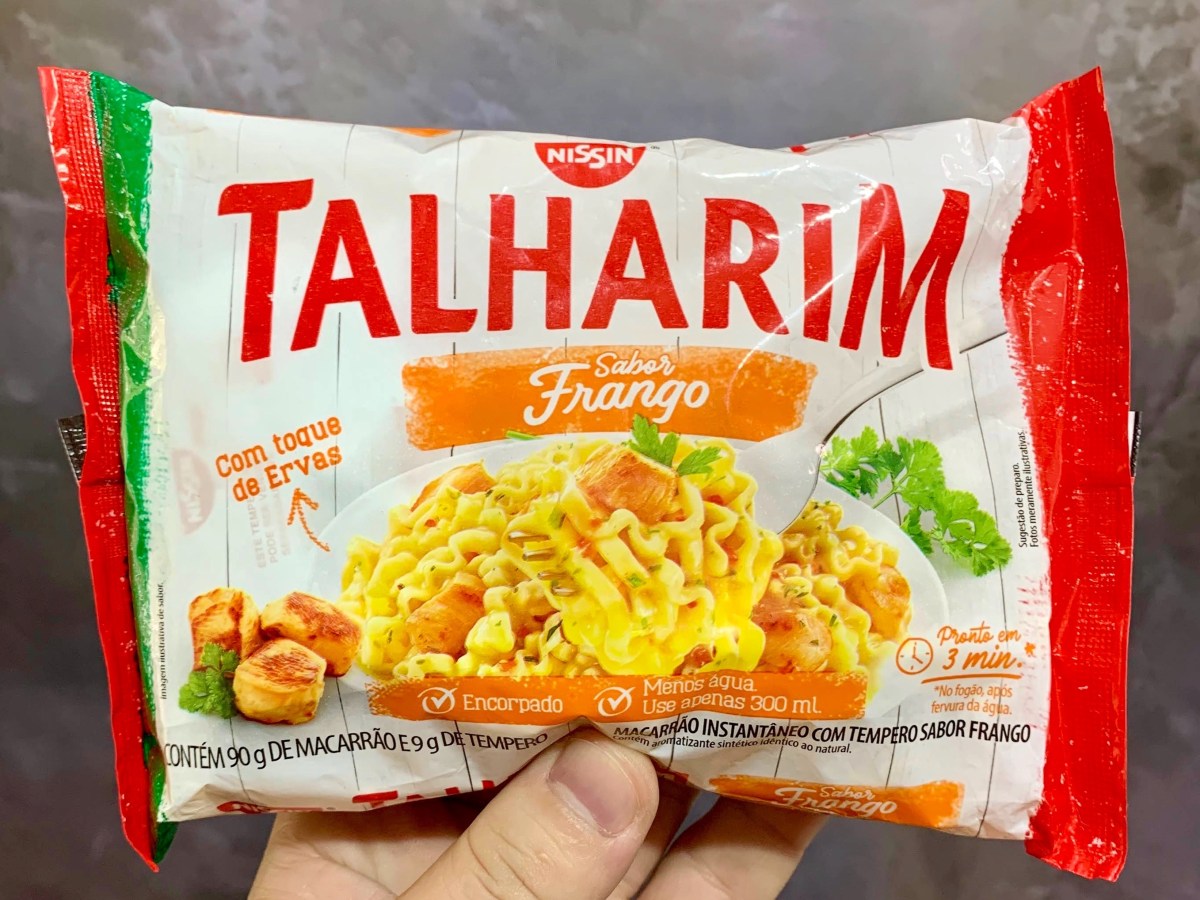 NISSIN
TALHARIM
Sabor
Frango
Com toque
de Ervas
Sugestão de preparo.
Fotos meramente ilustrativas.
Imagem ilustrativa de sabor.
Pronto em
3 min.*
*No fogão, após
fervura da água.
Encorpado
Menos água.
Use apenas 300 ml.
CONTÉM 90 g DE MACARRÃO E 9 g DE TEMPERO
MACARRÃO INSTANTÂNEO COM TEMPERO SABOR FRANGO
Contém aromatizante sintético idêntico ao natural.
Sabor
Frango